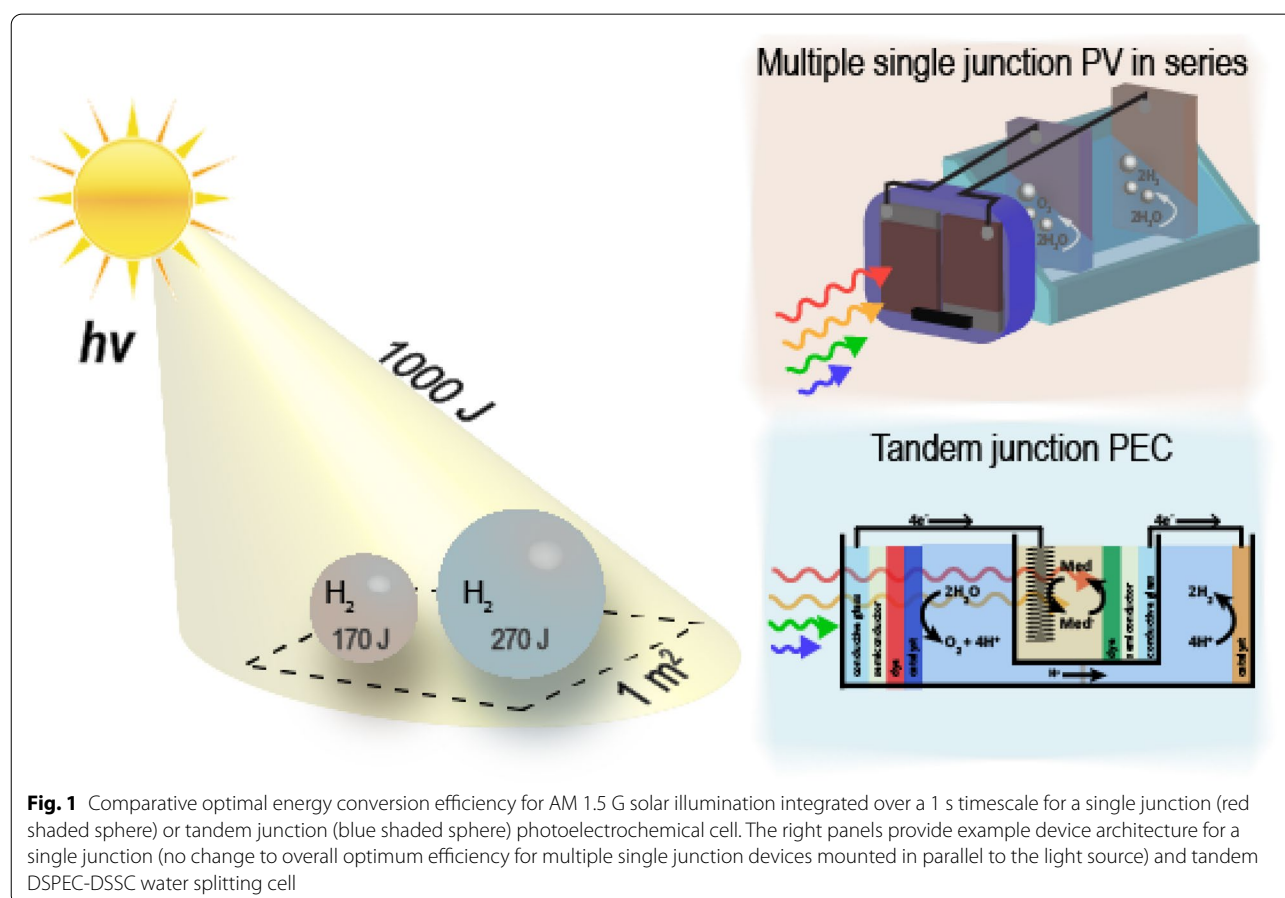 Multiple single junction PV in series
hν
1000 J
2H₂
O₂
2H₂O
2H₂O
Tandem junction PEC
4e⁻
4e⁻
conductive glass
semiconductor
dye
catalyst
2H₂O
O₂ + 4H⁺
Med
Med⁺
dye
semiconductor
conductive glass
2H₂
4H⁺
catalyst
H⁺
H₂
170 J
H₂
270 J
1 m²
Fig. 1 Comparative optimal energy conversion efficiency for AM 1.5 G solar illumination integrated over a 1 s timescale for a single junction (red
shaded sphere) or tandem junction (blue shaded sphere) photoelectrochemical cell. The right panels provide example device architecture for a
single junction (no change to overall optimum efficiency for multiple single junction devices mounted in parallel to the light source) and tandem
DSPEC-DSSC water splitting cell